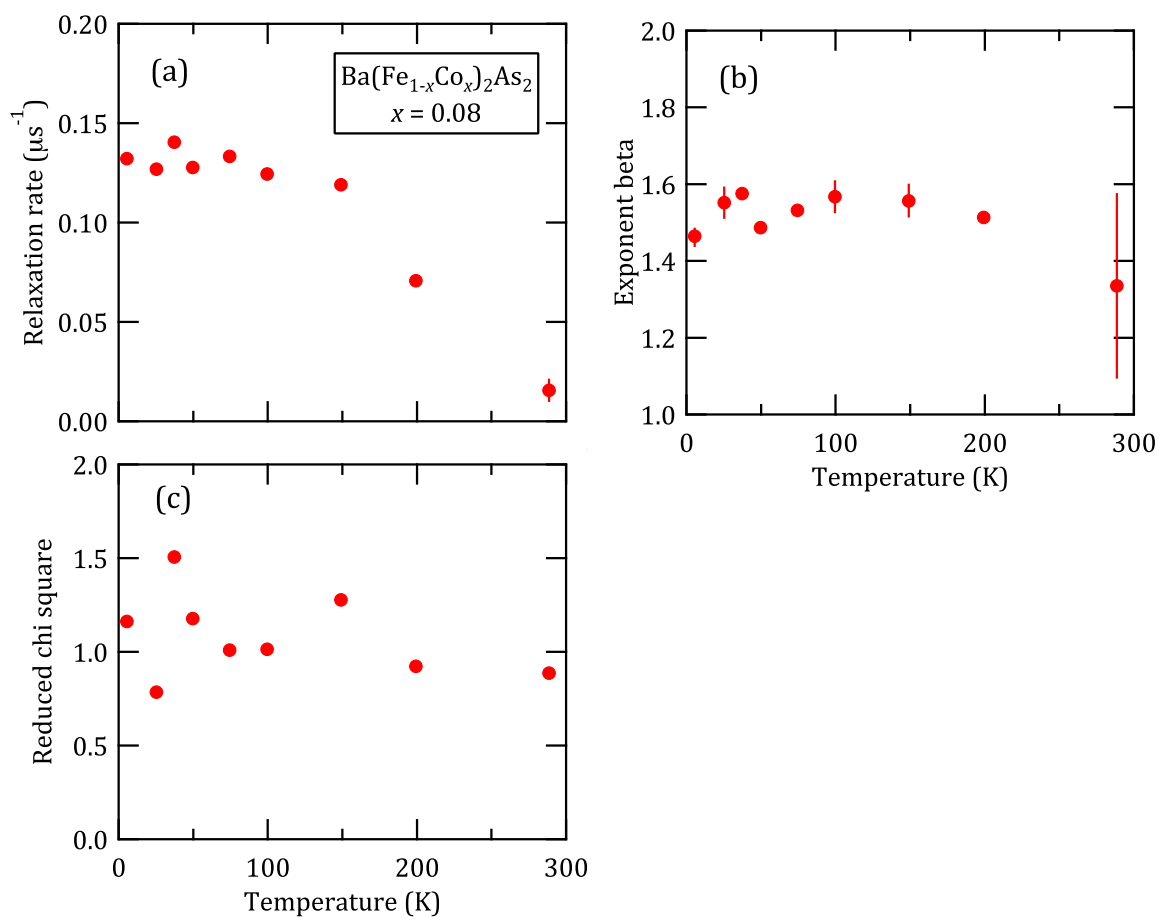 (a)
Ba(Fe1-xCox)2As2
x = 0.08
Relaxation rate (μs-1)
0.20
0.15
0.10
0.05
0.00
(b)
Exponent beta
2.0
1.8
1.6
1.4
1.2
1.0
0
100
200
300
Temperature (K)
(c)
Reduced chi square
2.0
1.5
1.0
0.5
0.0
0
100
200
300
Temperature (K)